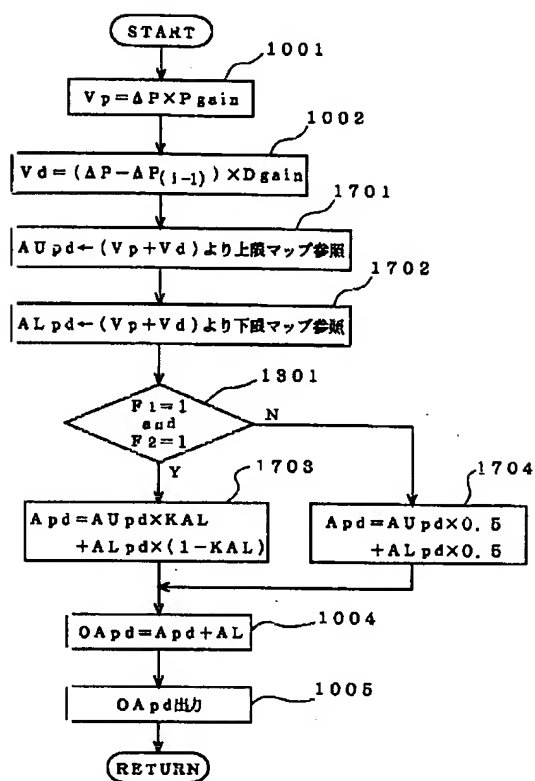 START
1001
Vp=ΔP×Pgain
1002
Vd=(ΔP-ΔP(i-1))×Dgain
1701
AUpd←(Vp+Vd)より上限マップ参照
1702
ALpd←(Vp+Vd)より下限マップ参照
1301
F1=1
and
F2=1
N
Y
1703
Apd=AUpd×KAL
+ALpd×(1-KAL)
1704
Apd=AUpd×0.5
+ALpd×0.5
1004
OApd=Apd+AL
1005
OApd出力
RETURN